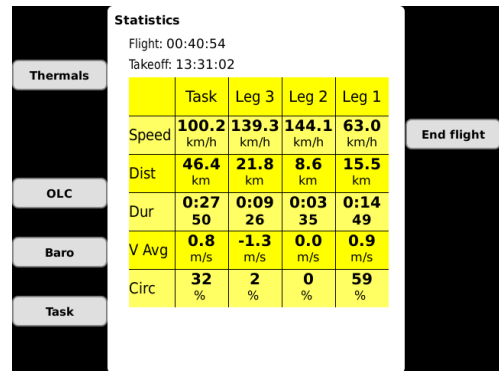 Statistics
Flight: 00:40:54
Takeoff: 13:31:02
Thermals
OLC
Baro
Task
End flight
Task Leg 3 Leg 2 Leg 1
Speed 100.2 139.3 144.1 63.0
km/h km/h km/h km/h
Dist 46.4 21.8 8.6 15.5
km km km km
Dur 0:27 0:09 0:03 0:14
50 26 35 49
V Avg 0.8 -1.3 0.0 0.9
m/s m/s m/s m/s
Circ 32 2 0 59
% % % %